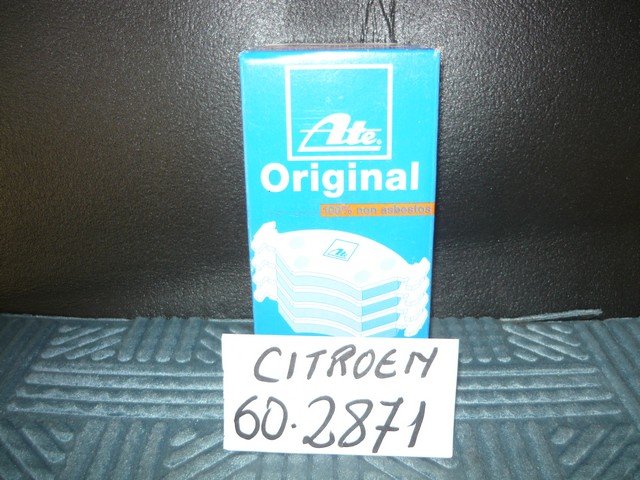 Ate
Original
100% non asbestos
Ate
CITROEN
60.2871